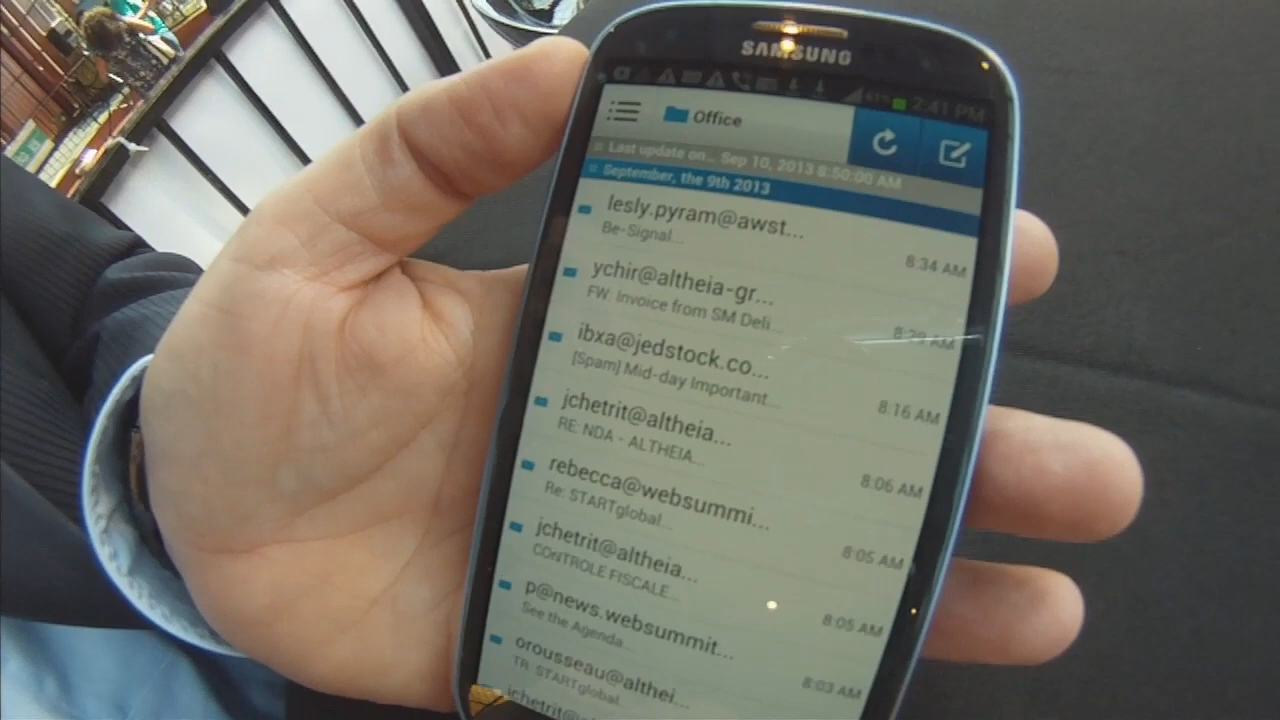 SAMSUNG
61% 2:41 PM
Office
Last update on... Sep 10, 2013 8:50:00 AM
September, the 9th 2013
lesly.pyram@awst...
Be-Signal...
8:34 AM
ychir@altheia-gr...
FW: Invoice from SM Deli...
AM
ibxa@jedstock.co...
[Spam] Mid-day Important...
8:16 AM
jchetrit@altheia...
RE: NDA - ALTHEIA...
8:06 AM
rebecca@websummi...
Re: STARTglobal...
8:05 AM
jchetrit@altheia...
CONTROLE FISCALE...
8:05 AM
p@news.websummit...
See the Agenda...
8:03 AM
orousseau@althei...
TR: STARTglobal...